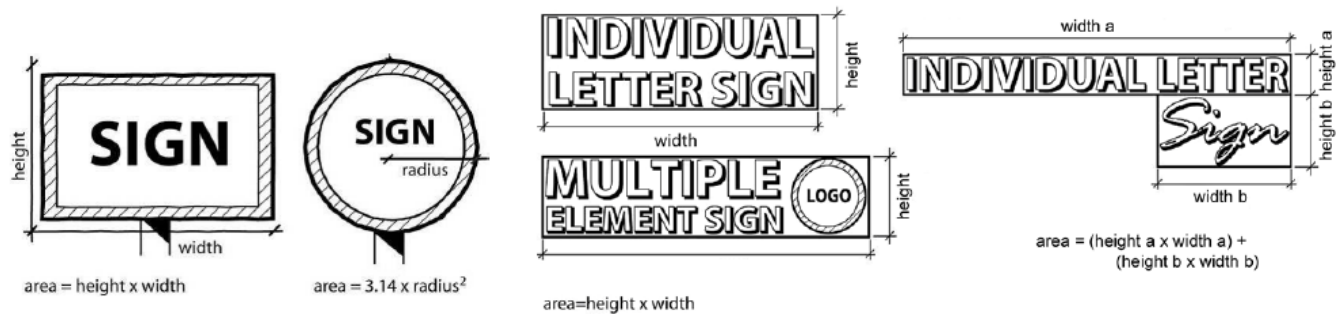 height
SIGN
width
area = height x width
SIGN
radius
area = 3.14 x radius²
INDIVIDUAL
LETTER SIGN
height
width
MULTIPLE
ELEMENT SIGN
LOGO
height
area=height x width
width a
INDIVIDUAL LETTER
height a
Sign
height b
width b
area = (height a x width a) +
(height b x width b)